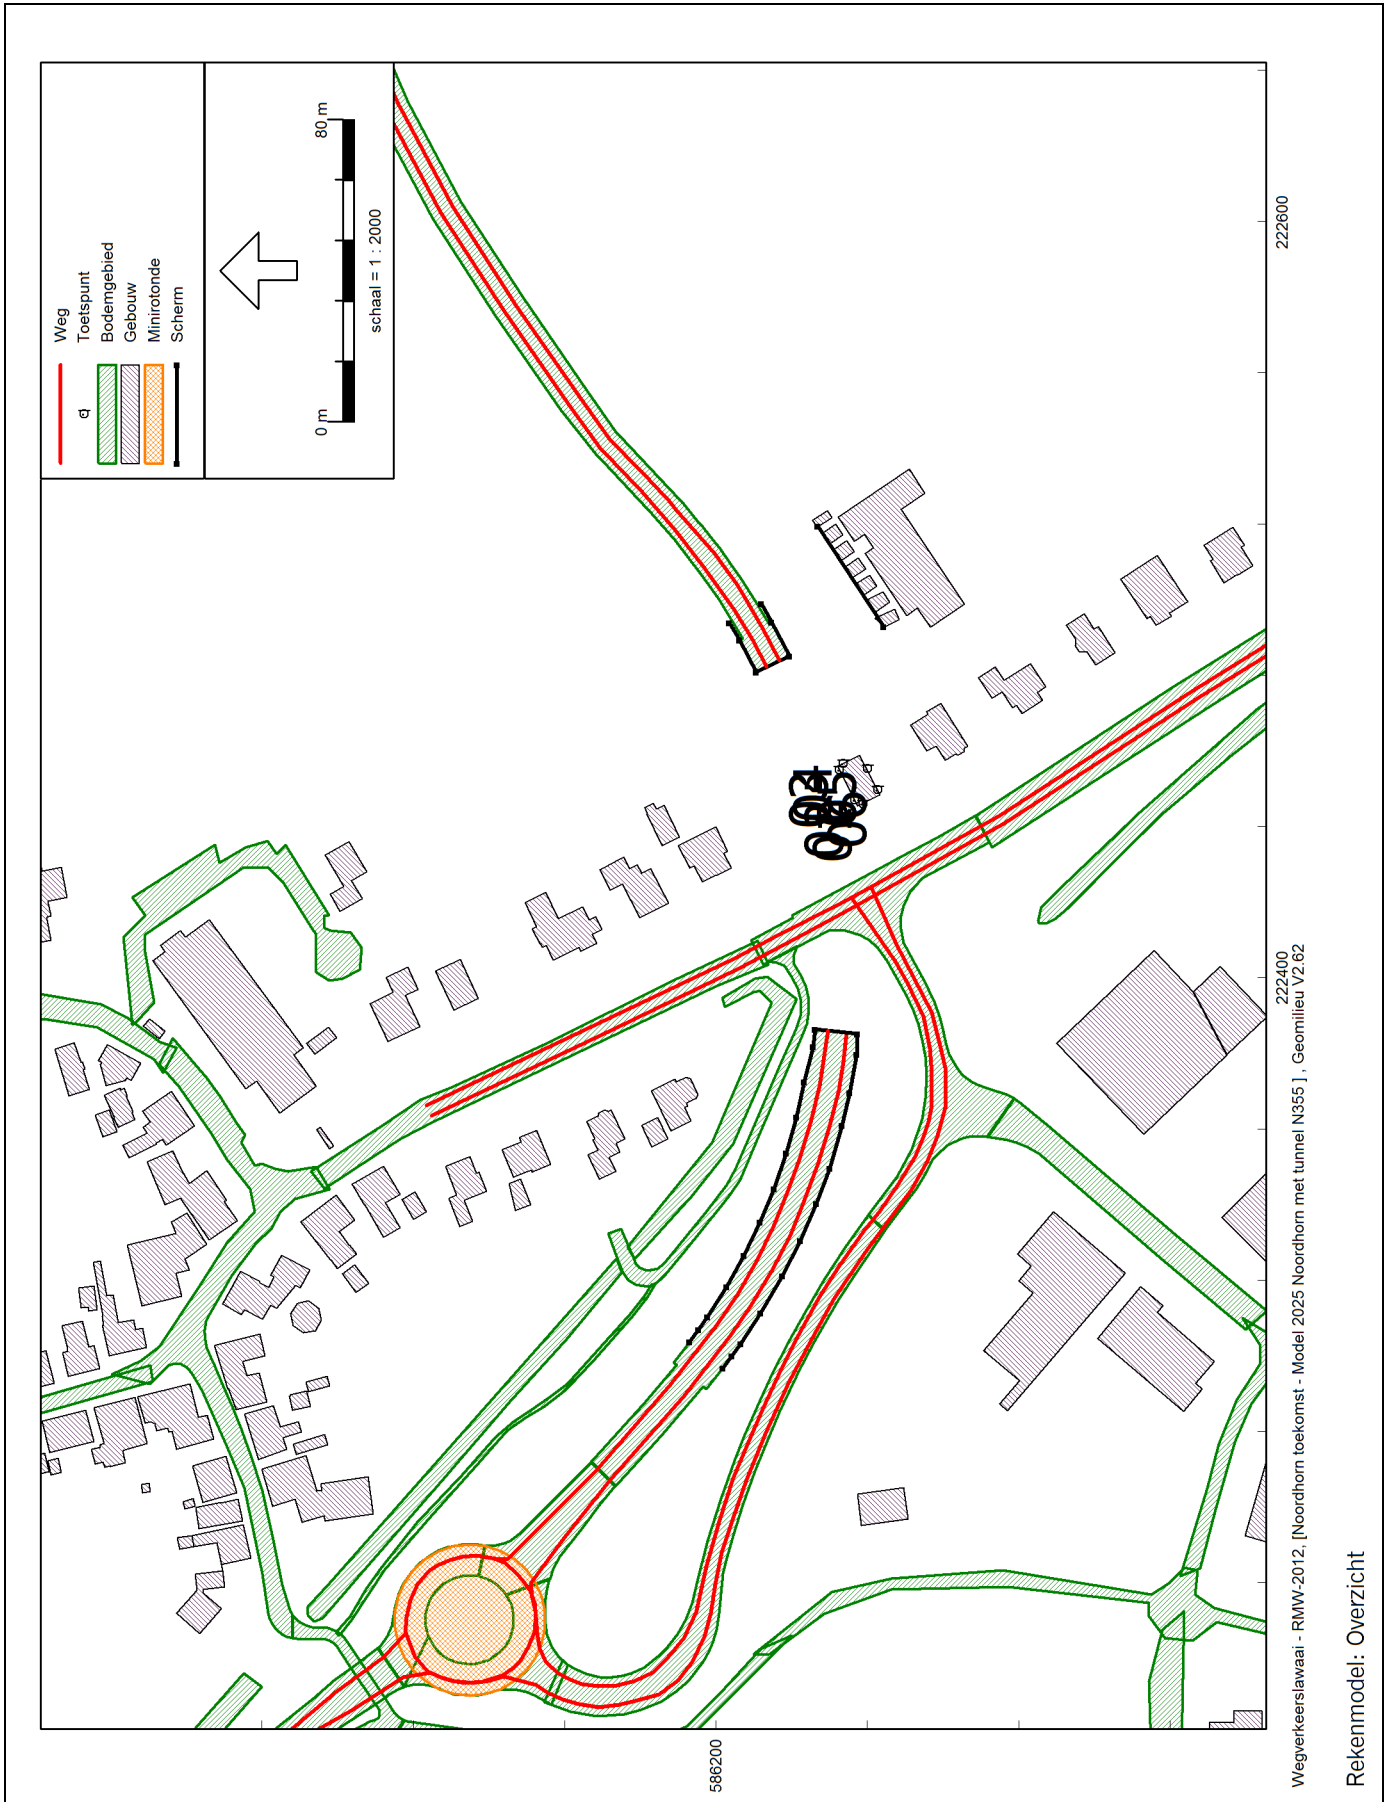 Weg
Toetspunt
Bodemgebied
Gebouw
Minirotonde
Scherm
0 m
80 m
schaal = 1 : 2000
586200
222400
222600
Wegverkeerslawaai - RMW-2012, [Noordhorn toekomst - Model 2025 Noordhorn met tunnel N355 ] , Geomilieu V2.62
Rekenmodel: Overzicht